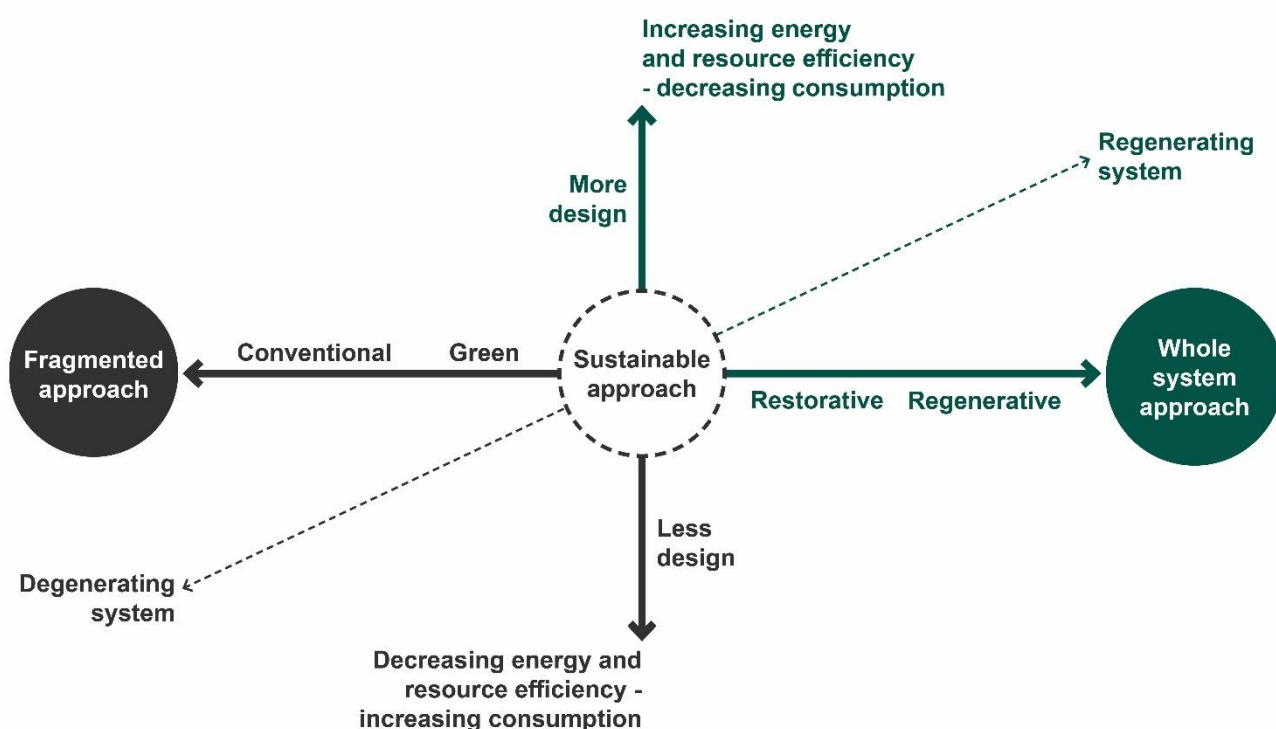 Increasing energy
and resource efficiency
- decreasing consumption
Regenerating
system
More
design
Fragmented
approach
Conventional
Green
Sustainable
approach
Restorative
Regenerative
Whole
system
approach
Less
design
Degenerating
system
Decreasing energy and
resource efficiency -
increasing consumption